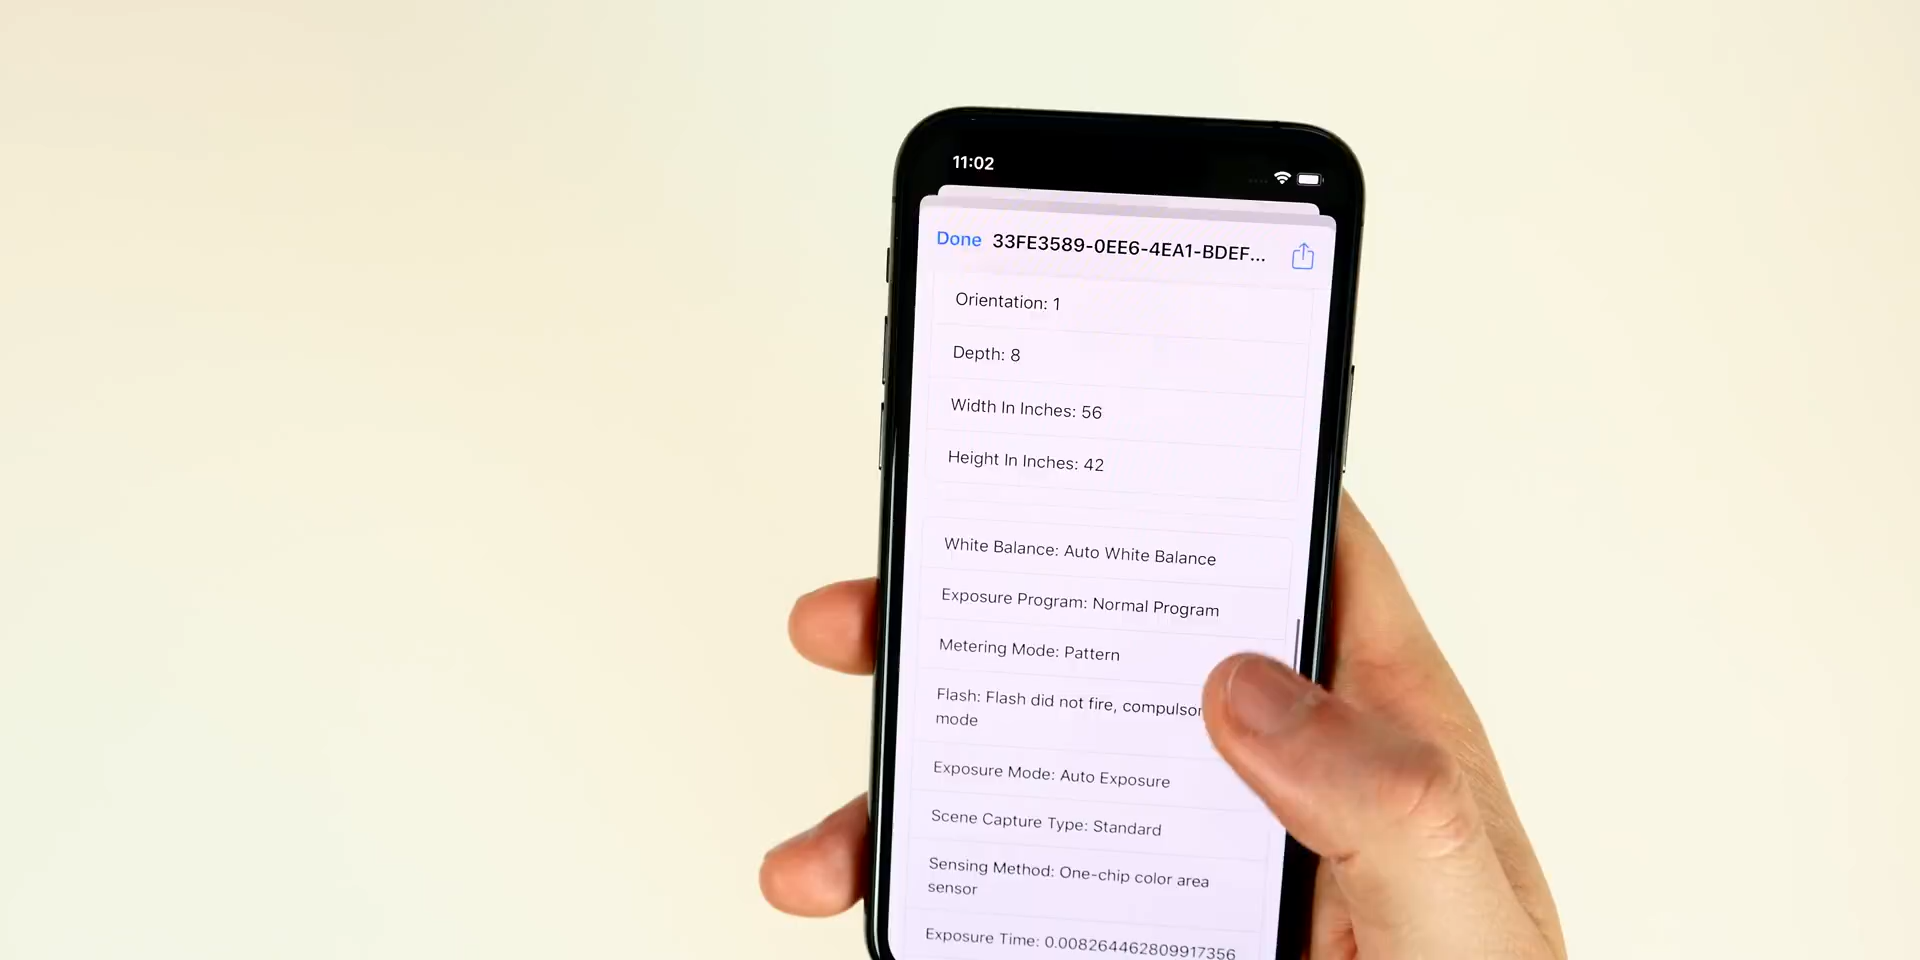 11:02
Done 33FE3589-0EE6-4EA1-BDEF...
Orientation: 1
Depth: 8
Width In Inches: 56
Height In Inches: 42
White Balance: Auto White Balance
Exposure Program: Normal Program
Metering Mode: Pattern
Flash: Flash did not fire, compulsor
mode
Exposure Mode: Auto Exposure
Scene Capture Type: Standard
Sensing Method: One-chip color area
sensor
Exposure Time: 0.008264462809917356